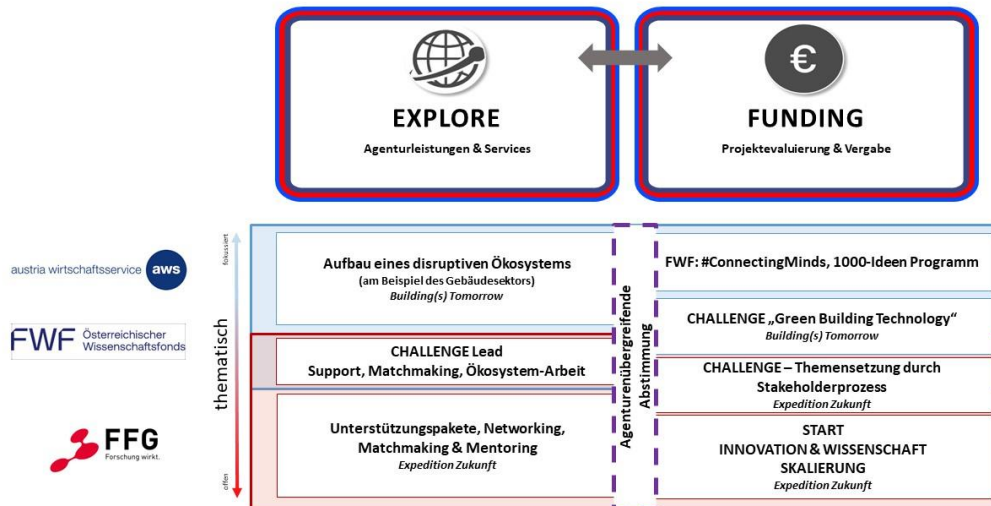 €
EXPLORE
Agenturleistungen & Services
FUNDING
Projektevaluierung & Vergabe
austria wirtschaftsservice aws
FWF Österreichischer
Wissenschaftsfonds
FFG
Forschung wirkt.
fokussiert
thematisch
offen
Aufbau eines disruptiven Ökosystems
(am Beispiel des Gebäudesektors)
Building(s) Tomorrow
CHALLENGE Lead
Support, Matchmaking, Ökosystem-Arbeit
Unterstützungspakete, Networking,
Matchmaking & Mentoring
Expedition Zukunft
Agenturenübergreifende
Abstimmung
FWF: #ConnectingMinds, 1000-Ideen Programm
CHALLENGE „Green Building Technology“
Building(s) Tomorrow
CHALLENGE – Themensetzung durch
Stakeholderprozess
Expedition Zukunft
START
INNOVATION & WISSENSCHAFT
SKALIERUNG
Expedition Zukunft